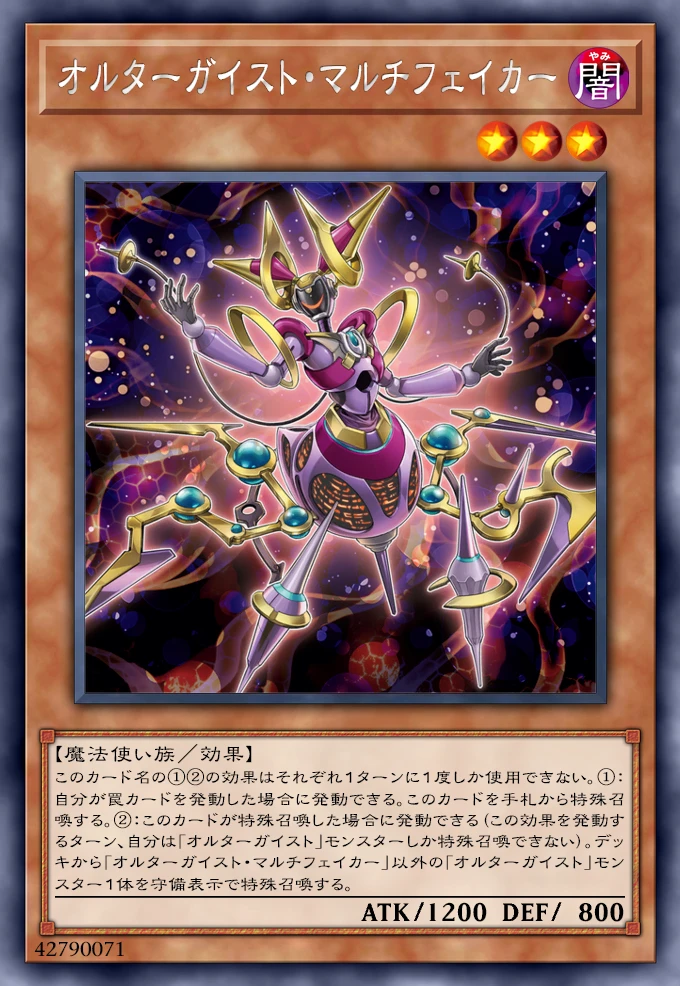 オルターガイスト・マルチフェイカー
やみ
闇
【魔法使い族／効果】
このカード名の①②の効果はそれぞれ1ターンに1度しか使用できない。①：
自分が罠カードを発動した場合に発動できる。このカードを手札から特殊召
喚する。②：このカードが特殊召喚した場合に発動できる（この効果を発動す
るターン、自分は「オルターガイスト」モンスターしか特殊召喚できない）。デッ
キから「オルターガイスト・マルチフェイカー」以外の「オルターガイスト」モン
スター1体を守備表示で特殊召喚する。
ATK/1200 DEF/ 800
42790071